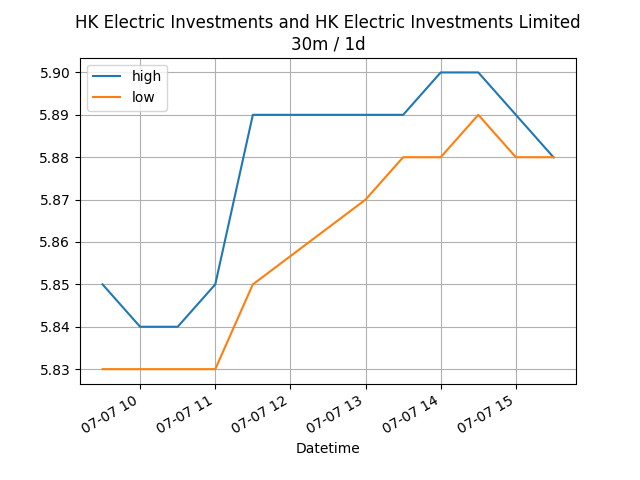 HK Electric Investments and HK Electric Investments Limited
30m / 1d
high
low
5.90
5.89
5.88
5.87
5.86
5.85
5.84
5.83
07-07 10
07-07 11
07-07 12
07-07 13
07-07 14
07-07 15
Datetime